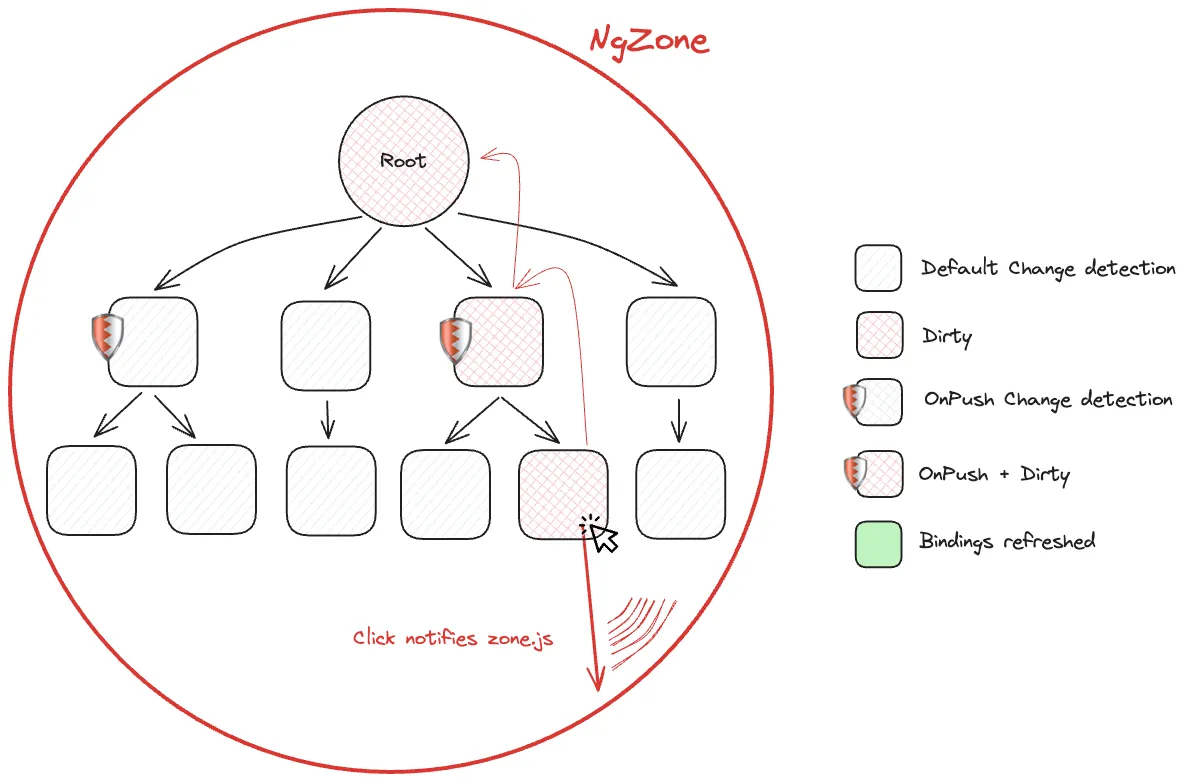 NgZone
Root
Default Change detection
Dirty
OnPush Change detection
OnPush + Dirty
Bindings refreshed
Click notifies zone.js